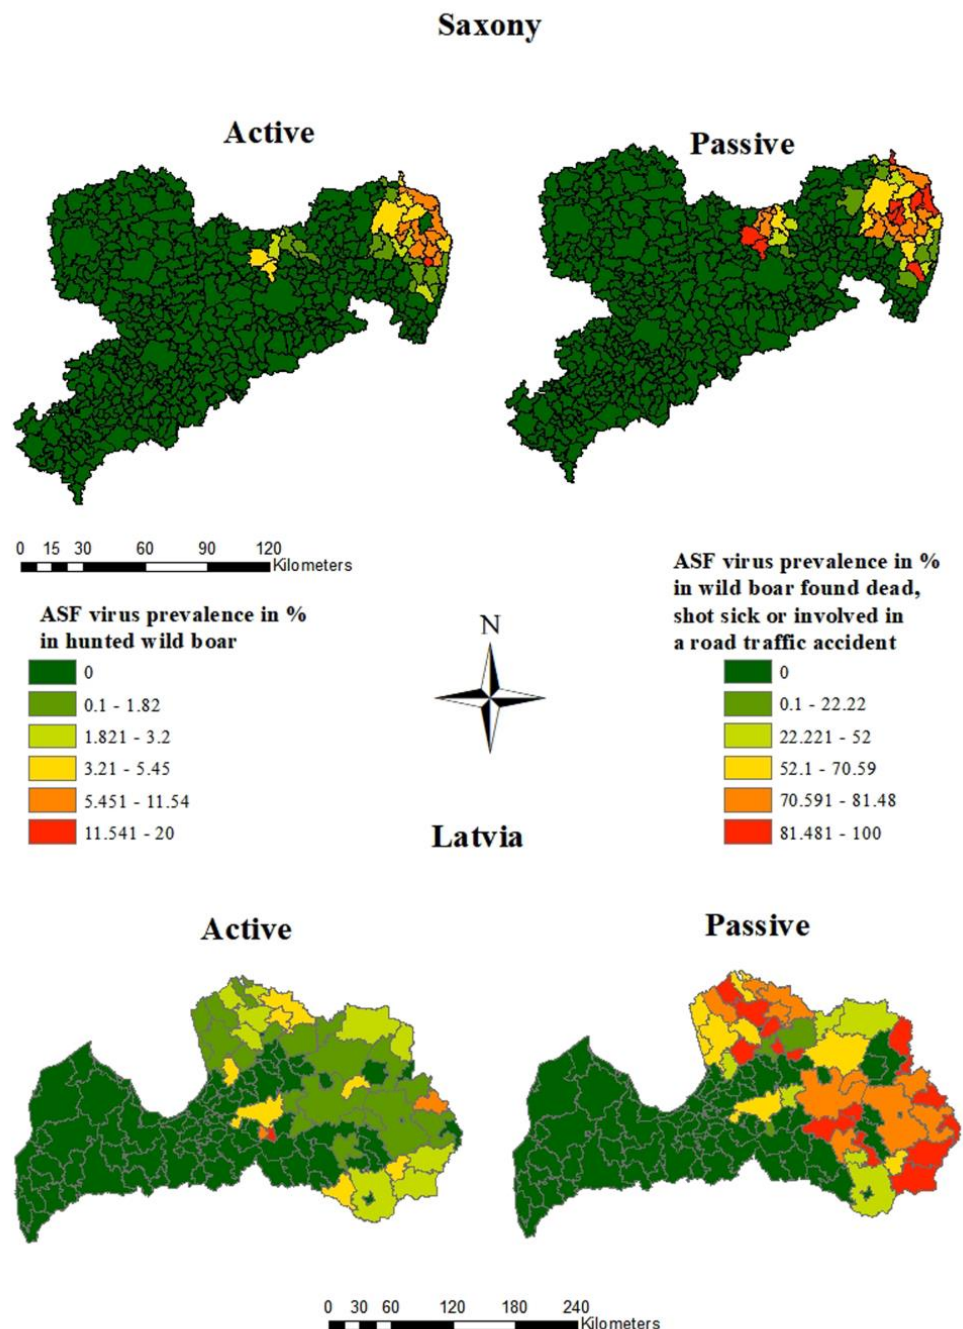 Saxony
Active
Passive
0 15 30 60 90 120
Kilometers
ASF virus prevalence in %
in hunted wild boar
0
0.1 - 1.82
1.821 - 3.2
3.21 - 5.45
5.451 - 11.54
11.541 - 20
N
ASF virus prevalence in %
in wild boar found dead,
shot sick or involved in
a road traffic accident
0
0.1 - 22.22
22.221 - 52
52.1 - 70.59
70.591 - 81.48
81.481 - 100
Latvia
Active
Passive
0 30 60 120 180 240
Kilometers